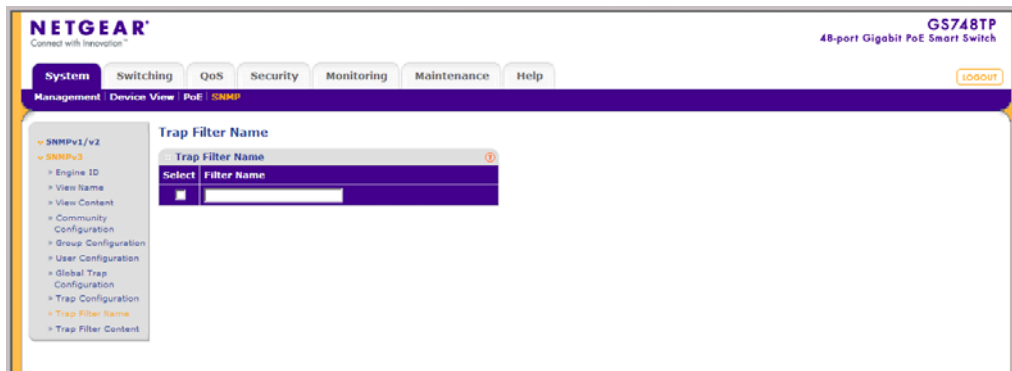 NETGEAR
Connect with Innovation™
GS748TP
48-port Gigabit PoE Smart Switch
System Switching QoS Security Monitoring Maintenance Help
LOGOUT
Management Device View PoE SNMP
SNMPv1/v2
SNMPv3
Engine ID
View Name
View Content
Community
Configuration
Group Configuration
User Configuration
Global Trap
Configuration
Trap Configuration
Trap Filter Name
Trap Filter Content
Trap Filter Name
Trap Filter Name
Select Filter Name